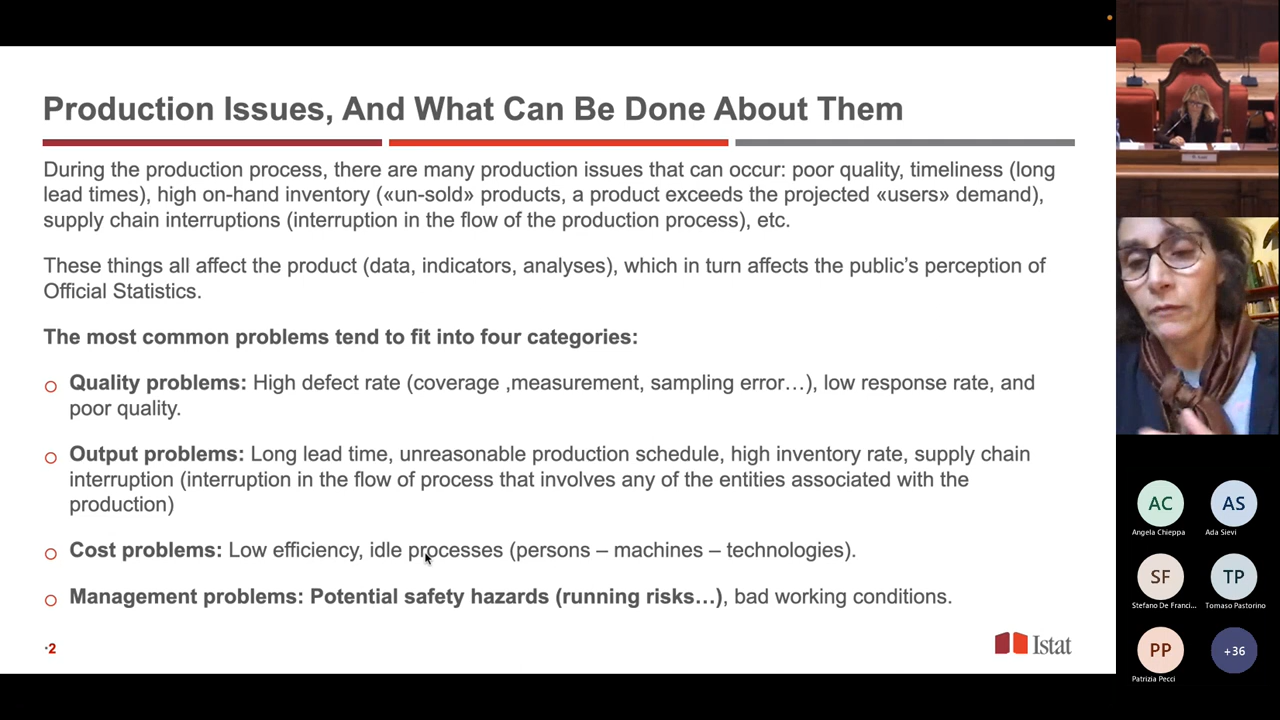 Production Issues, And What Can Be Done About Them
During the production process, there are many production issues that can occur: poor quality, timeliness (long
lead times), high on-hand inventory («un-sold» products, a product exceeds the projected «users» demand),
supply chain interruptions (interruption in the flow of the production process), etc.
These things all affect the product (data, indicators, analyses), which in turn affects the public’s perception of
Official Statistics.
The most common problems tend to fit into four categories:
Quality problems: High defect rate (coverage ,measurement, sampling error…), low response rate, and
poor quality.
Output problems: Long lead time, unreasonable production schedule, high inventory rate, supply chain
interruption (interruption in the flow of process that involves any of the entities associated with the
production)
Cost problems: Low efficiency, idle processes (persons – machines – technologies).
Management problems: Potential safety hazards (running risks…), bad working conditions.
·2
Istat
AC
Angela Chieppa
AS
Ada Sievi
SF
Stefano De Franci...
TP
Tomaso Pastorino
PP
Patrizia Pecci
+36